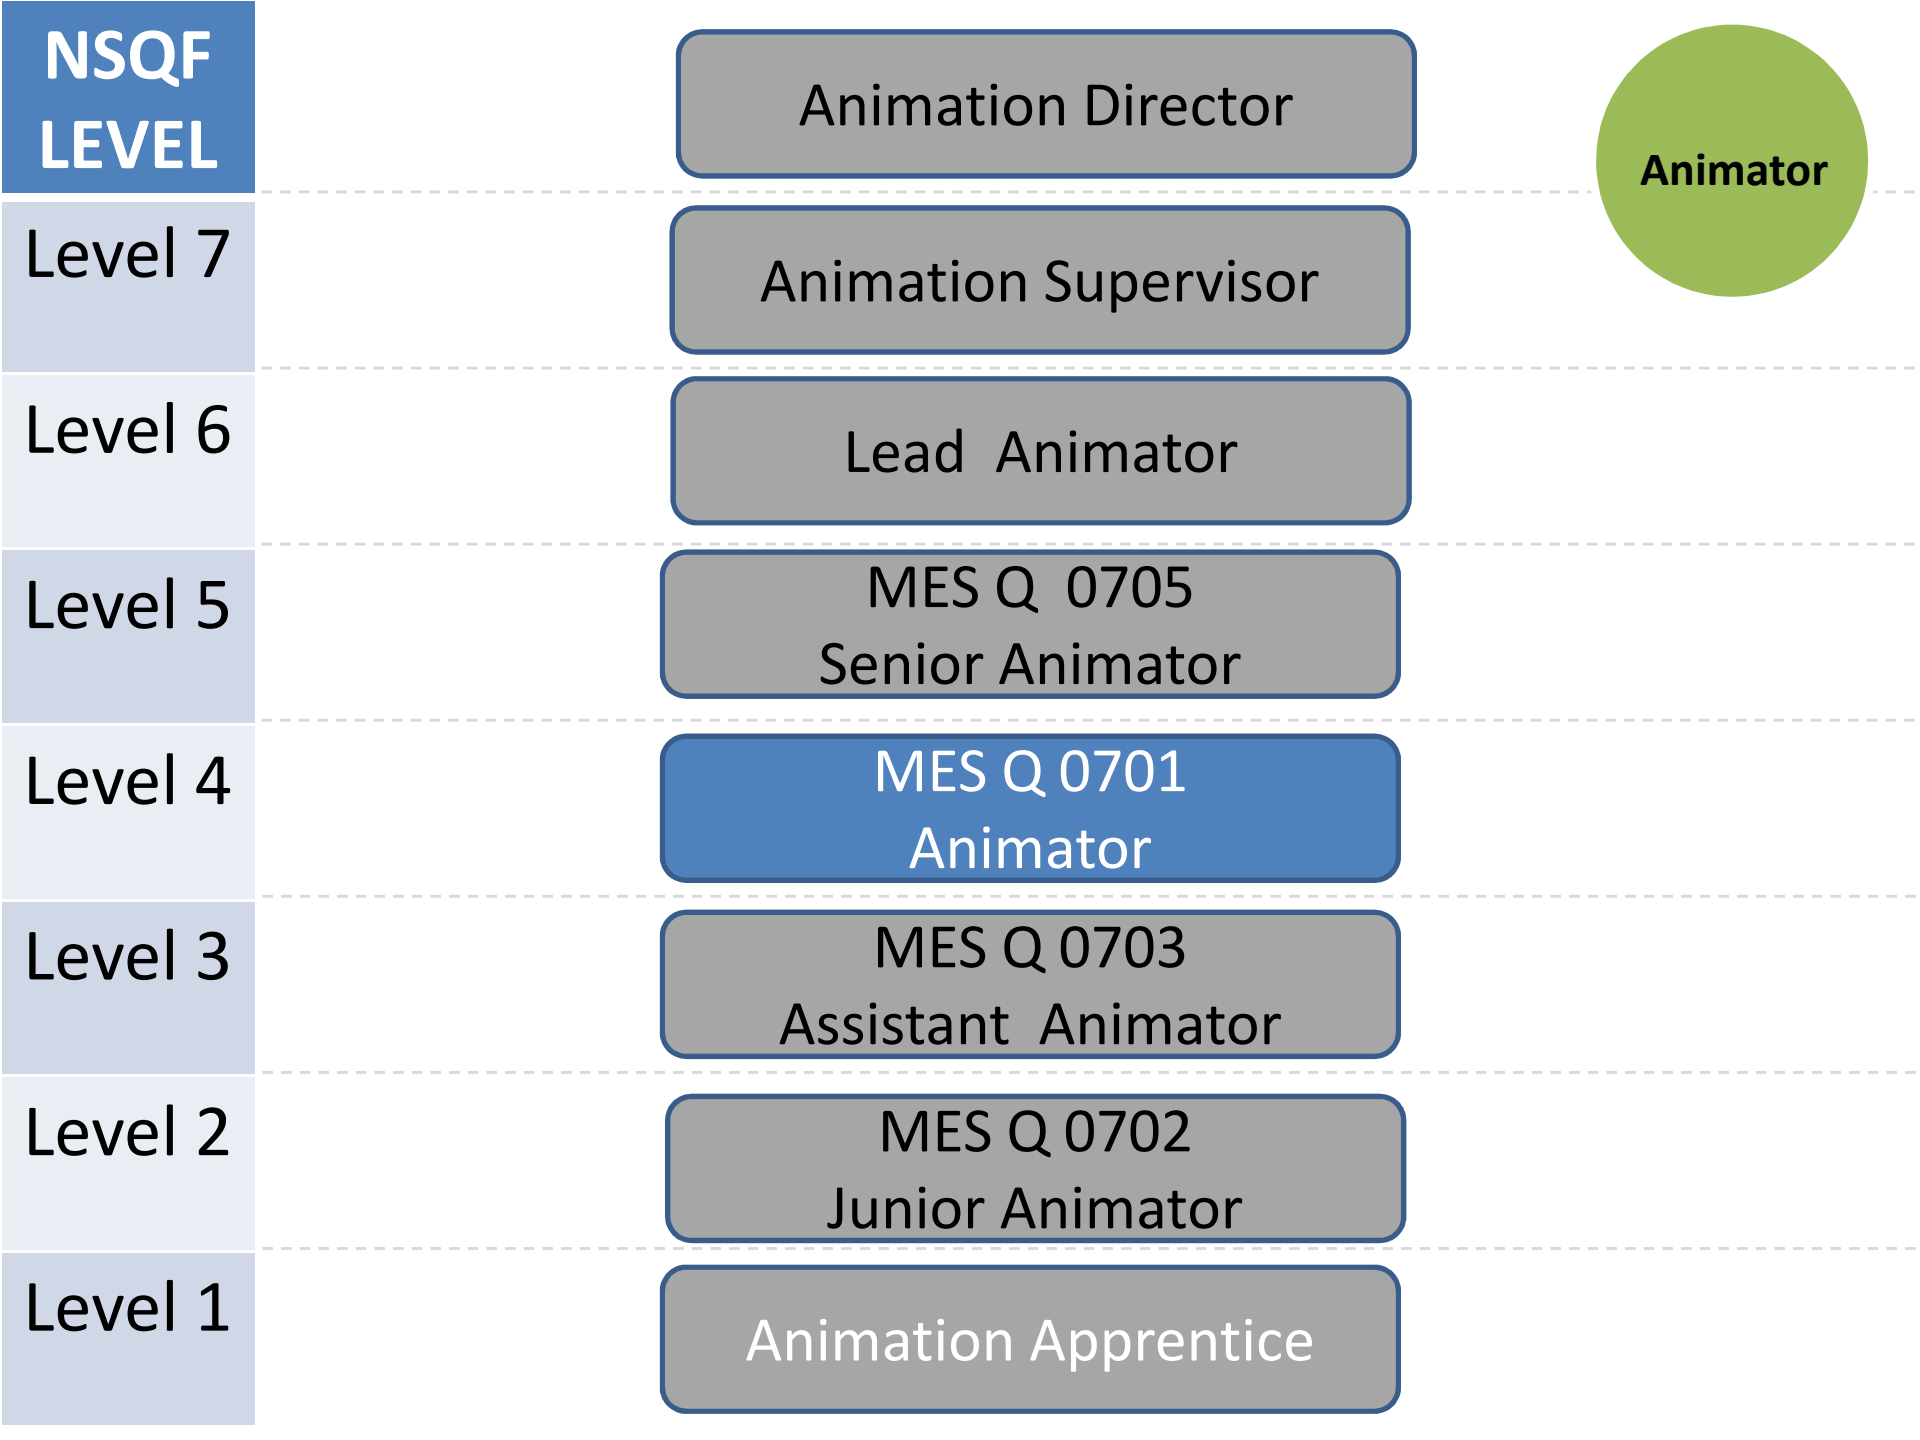 NSQF
LEVEL
Animation Director
Animator
Level 7
Animation Supervisor
Level 6
Lead  Animator
Level 5
MES Q  0705
Senior Animator
Level 4
MES Q 0701
Animator
Level 3
MES Q 0703
Assistant  Animator
Level 2
MES Q 0702
Junior Animator
Level 1
Animation Apprentice